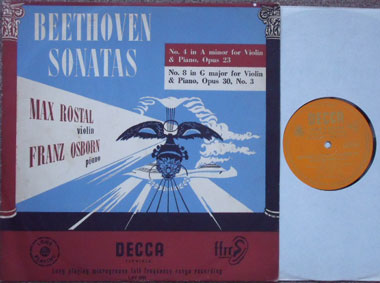 BEETHOVEN
SONATAS
No. 4 in A minor for Violin
& Piano, Opus 23
No. 8 in G major for Violin
& Piano, Opus 30, No. 3
MAX ROSTAL
violin
FRANZ OSBORN
piano
DECCA
ffrr
Long playing microgroove full frequency range recording
DECCA